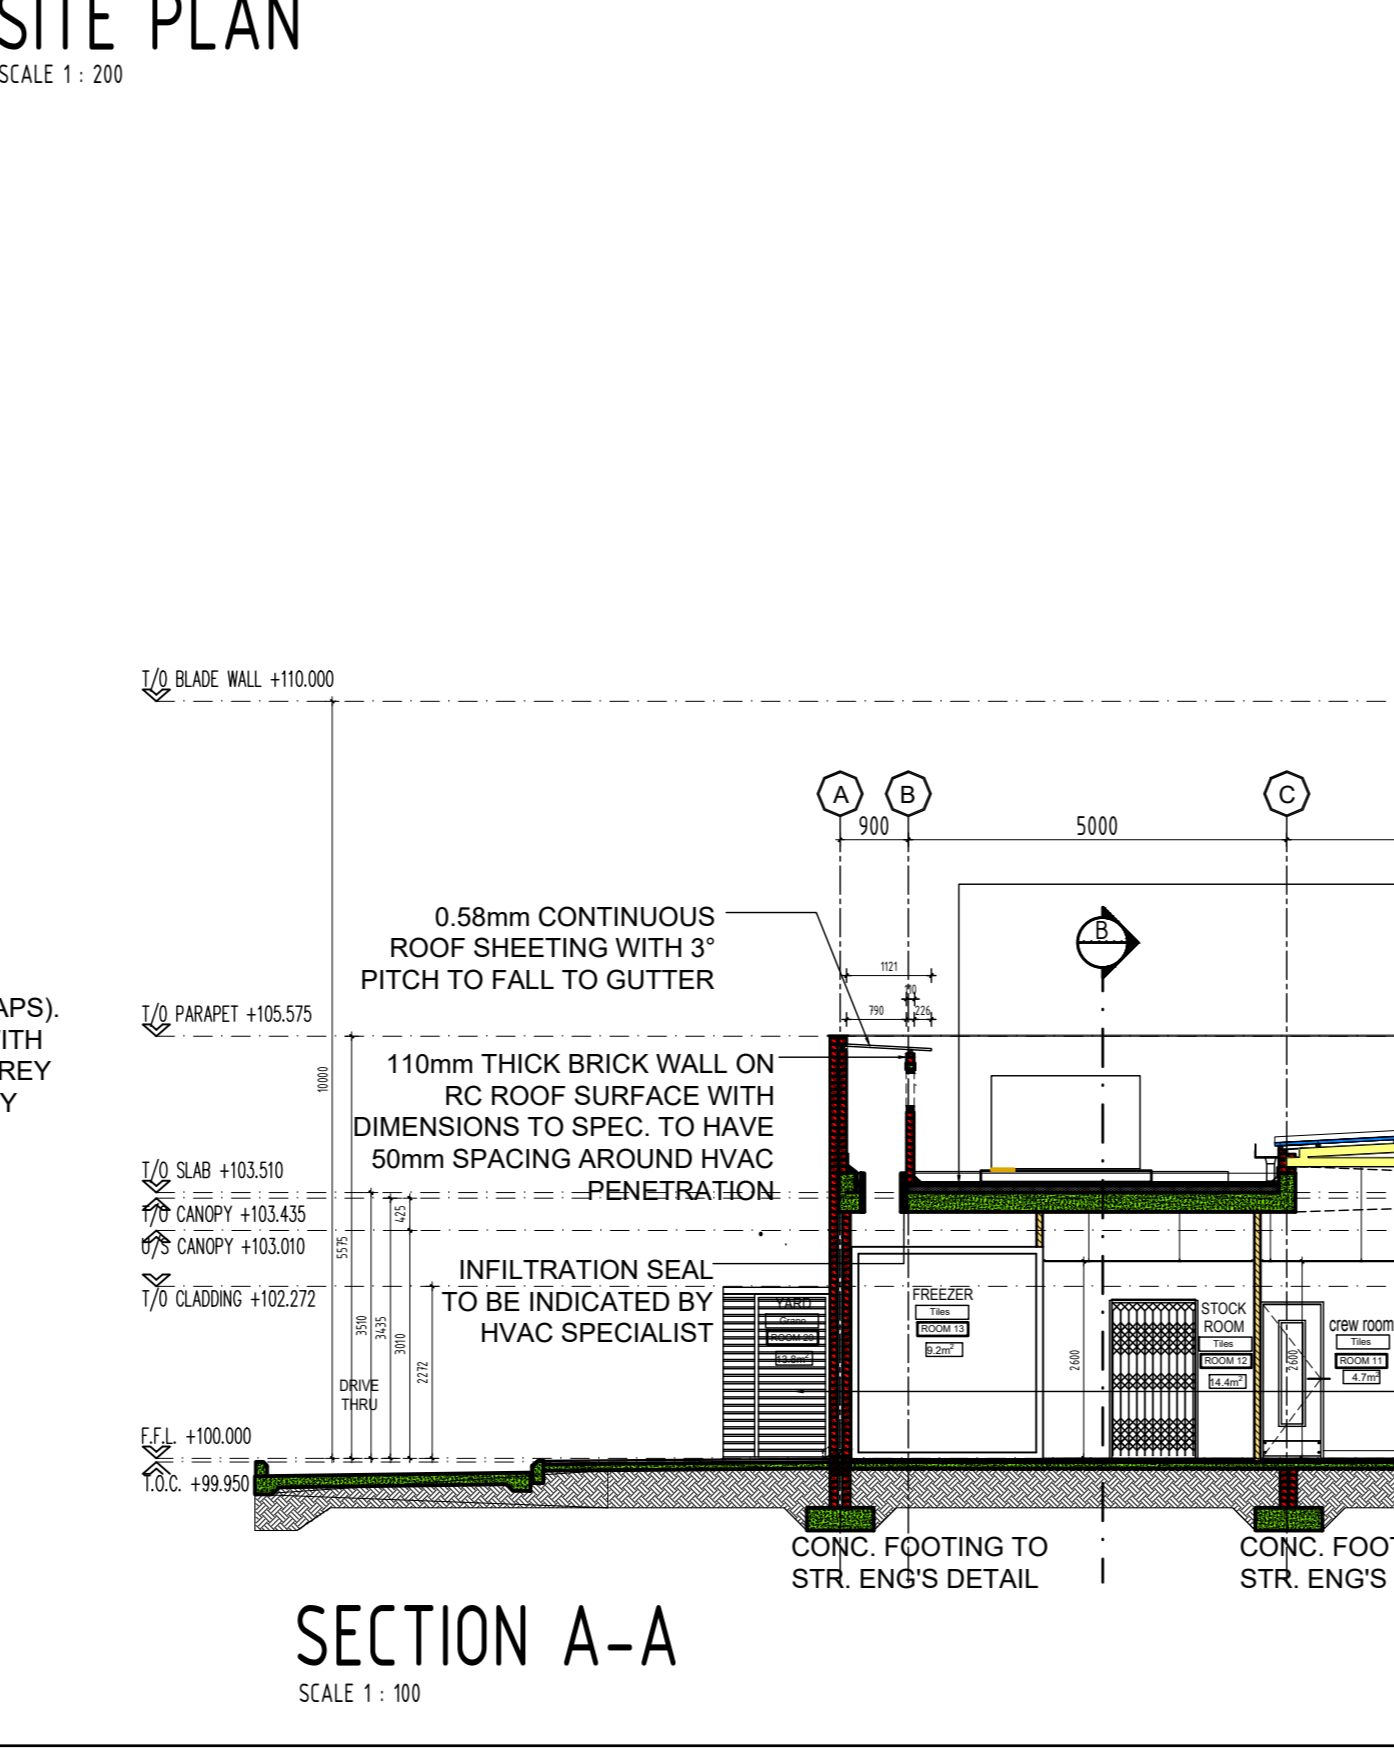 SITE PLAN
SCALE 1 : 200
T/O BLADE WALL +110.000
A
B
C
900
5000
0.58mm CONTINUOUS
ROOF SHEETING WITH 3°
PITCH TO FALL TO GUTTER
B
1121
110
790
226
APS).
ITH
REY
Y
T/O PARAPET +105.575
10000
110mm THICK BRICK WALL ON
RC ROOF SURFACE WITH
DIMENSIONS TO SPEC. TO HAVE
50mm SPACING AROUND HVAC
PENETRATION
T/O SLAB +103.510
T/O CANOPY +103.435
U/S CANOPY +103.010
T/O CLADDING +102.272
425
5575
3510
3435
3010
2272
INFILTRATION SEAL
TO BE INDICATED BY
HVAC SPECIALIST
YARD
Grano
ROOM 20
13.8m²
FREEZER
Tiles
ROOM 13
9.2m²
2600
STOCK
ROOM
Tiles
ROOM 12
14.4m²
2600
crew room
Tiles
ROOM 11
4.7m²
DRIVE
THRU
F.F.L. +100.000
T.O.C. +99.950
CONC. FOOTING TO
STR. ENG'S DETAIL
CONC. FOOT
STR. ENG'S
SECTION A-A
SCALE 1 : 100